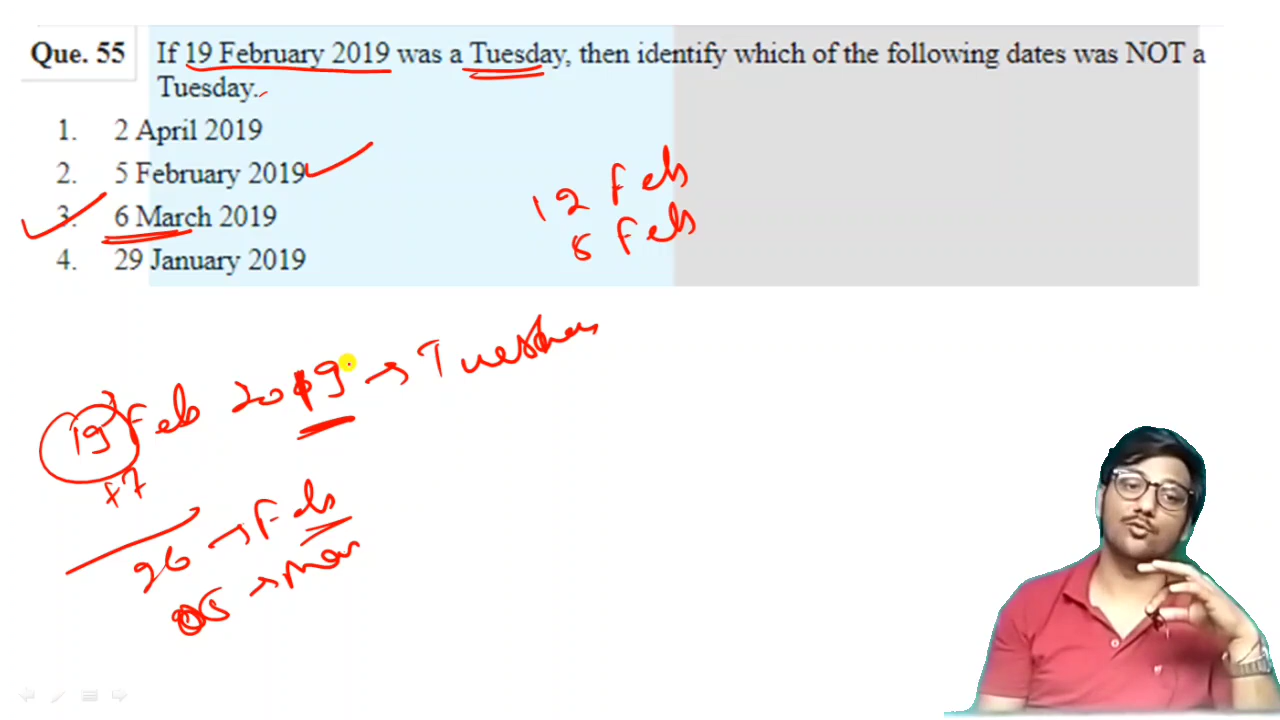 Que. 55 If 19 February 2019 was a Tuesday, then identify which of the following dates was NOT a
Tuesday.
1. 2 April 2019
2. 5 February 2019
3. 6 March 2019
4. 29 January 2019
12 Feb
5 Feb
19 Feb 2019 → Tuesday
+7
26 → Feb
05 → Mar